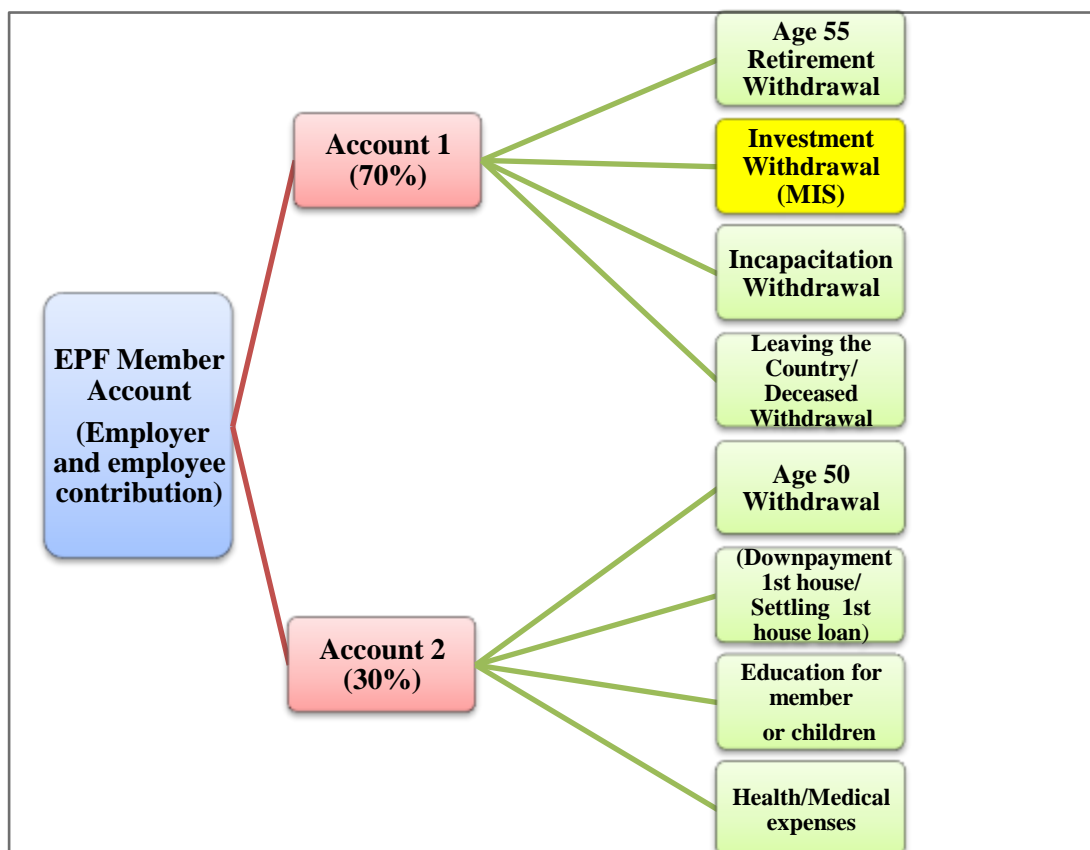 EPF Member
Account
(Employer
and employee
contribution)
Account 1
(70%)
Age 55
Retirement
Withdrawal
Investment
Withdrawal
(MIS)
Incapacitation
Withdrawal
Leaving the
Country/
Deceased
Withdrawal
Account 2
(30%)
Age 50
Withdrawal
(Downpayment
1st house/
Settling 1st
house loan)
Education for
member
or children
Health/Medical
expenses